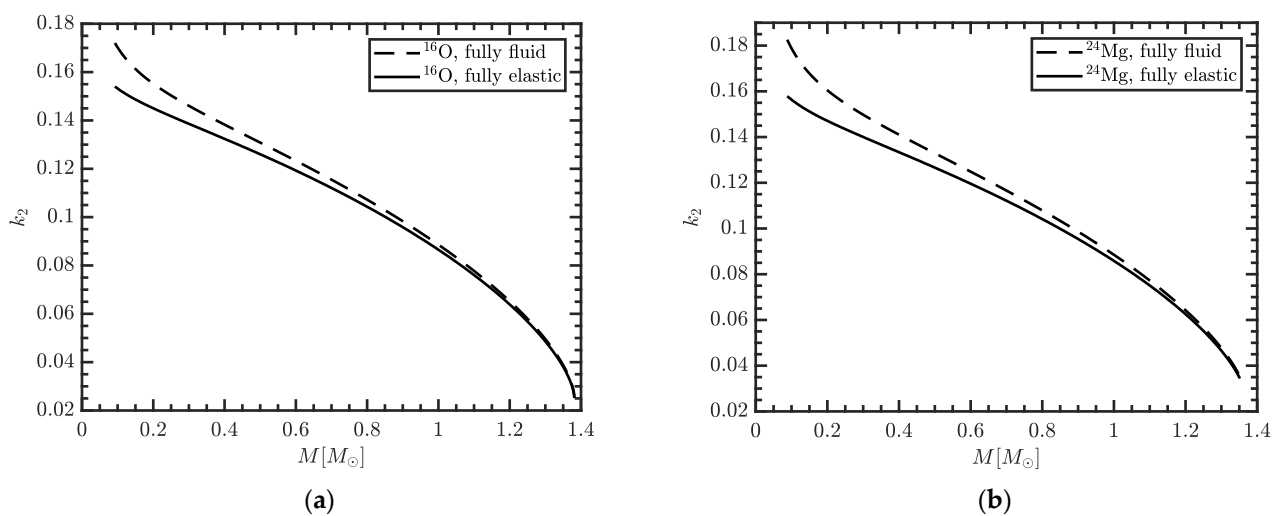 0.18
0.16
0.14
0.12
0.1
0.08
0.06
0.04
0.02
k₂
0 0.2 0.4 0.6 0.8 1 1.2 1.4
M[M☉]
¹⁶O, fully fluid
¹⁶O, fully elastic
(a)
0.18
0.16
0.14
0.12
0.1
0.08
0.06
0.04
0.02
k₂
0 0.2 0.4 0.6 0.8 1 1.2 1.4
M[M☉]
²⁴Mg, fully fluid
²⁴Mg, fully elastic
(b)